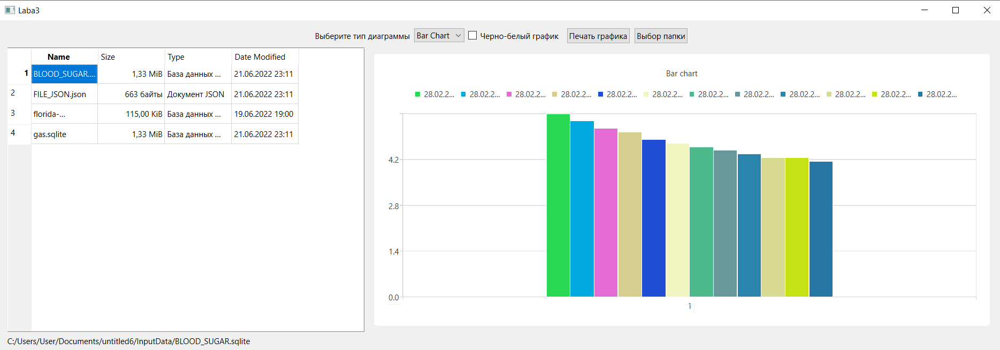 Laba3
Выберите тип диаграммы Bar Chart Черно-белый график Печать графика Выбор папки
Name Size Type Date Modified
1 BLOOD_SUGAR.... 1,33 MiB База данных ... 21.06.2022 23:11
2 FILE_JSON.json 663 байты Документ JSON 21.06.2022 23:11
3 florida-... 115,00 KiB База данных ... 19.06.2022 19:00
4 gas.sqlite 1,33 MiB База данных ... 21.06.2022 23:11
Bar chart
28.02.2... 28.02.2... 28.02.2... 28.02.2... 28.02.2... 28.02.2... 28.02.2... 28.02.2... 28.02.2... 28.02.2... 28.02.2... 28.02.2...
4.2
2.8
1.4
0.0
1
C:/Users/User/Documents/untitled6/InputData/BLOOD_SUGAR.sqlite